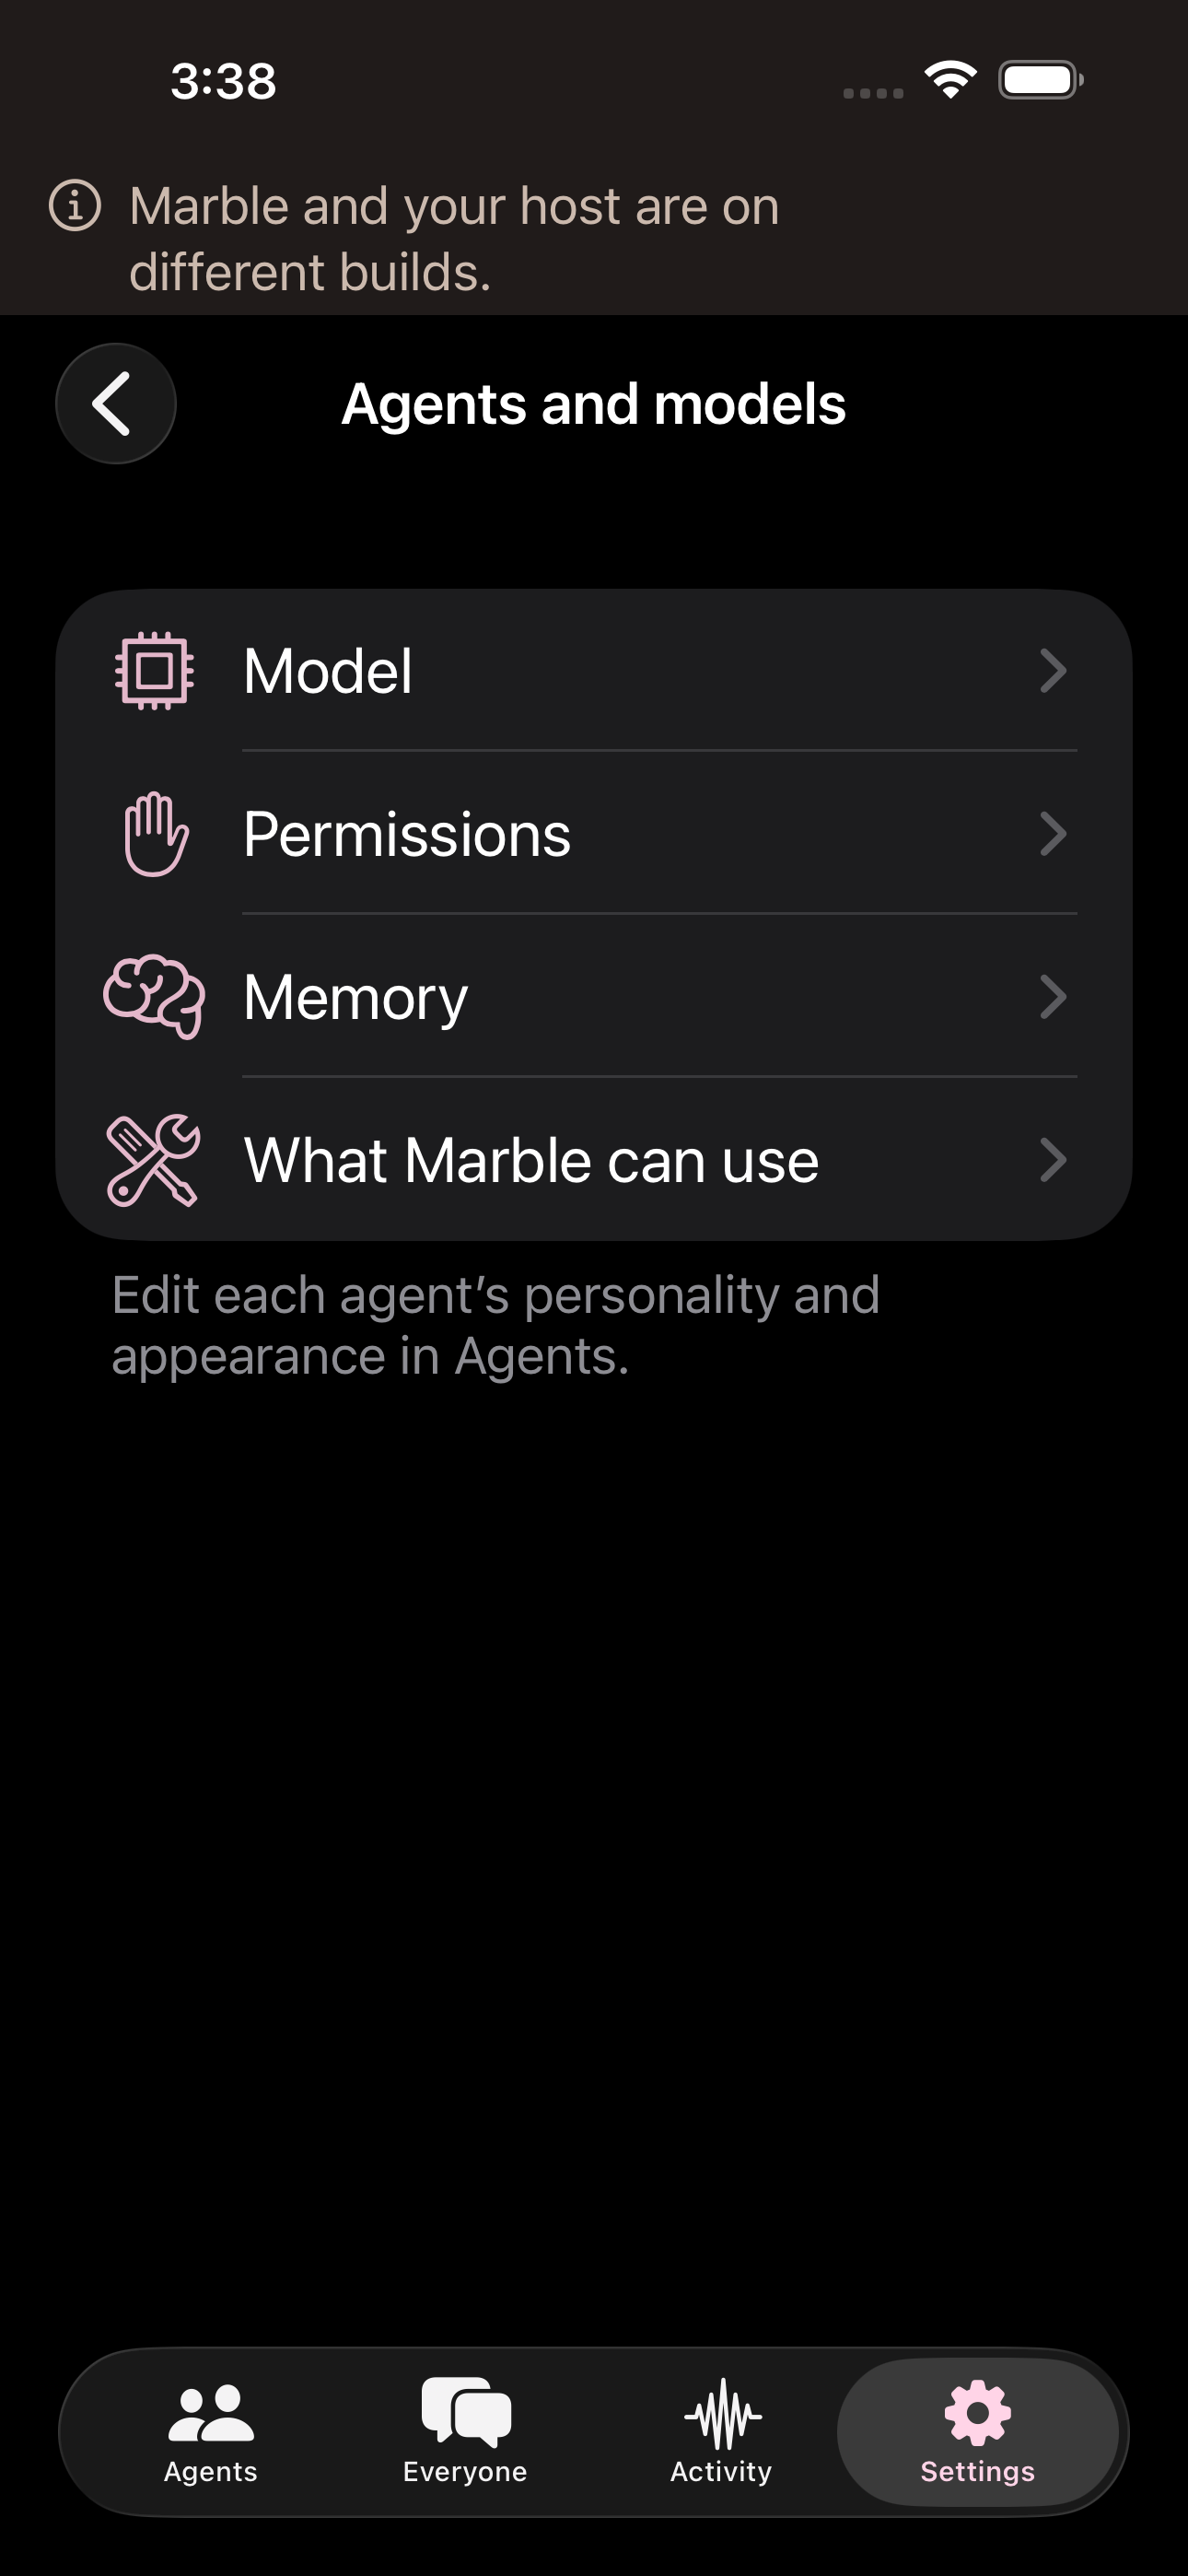 3:38
Marble and your host are on
different builds.
Agents and models
Model
Permissions
Memory
What Marble can use
Edit each agent’s personality and
appearance in Agents.
Agents
Everyone
Activity
Settings